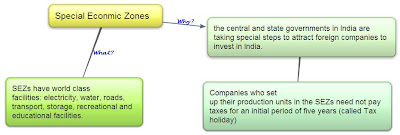 Special Econmic Zones
Why?
the central and state governments in India are
taking special steps to attract foreign companies to
invest in India.
What?
SEZs have world class
facilities: electricity, water, roads,
transport, storage, recreational and
educational facilities.
Companies who set
up their production units in the SEZs need not pay
taxes for an initial period of five years (called Tax
holiday)